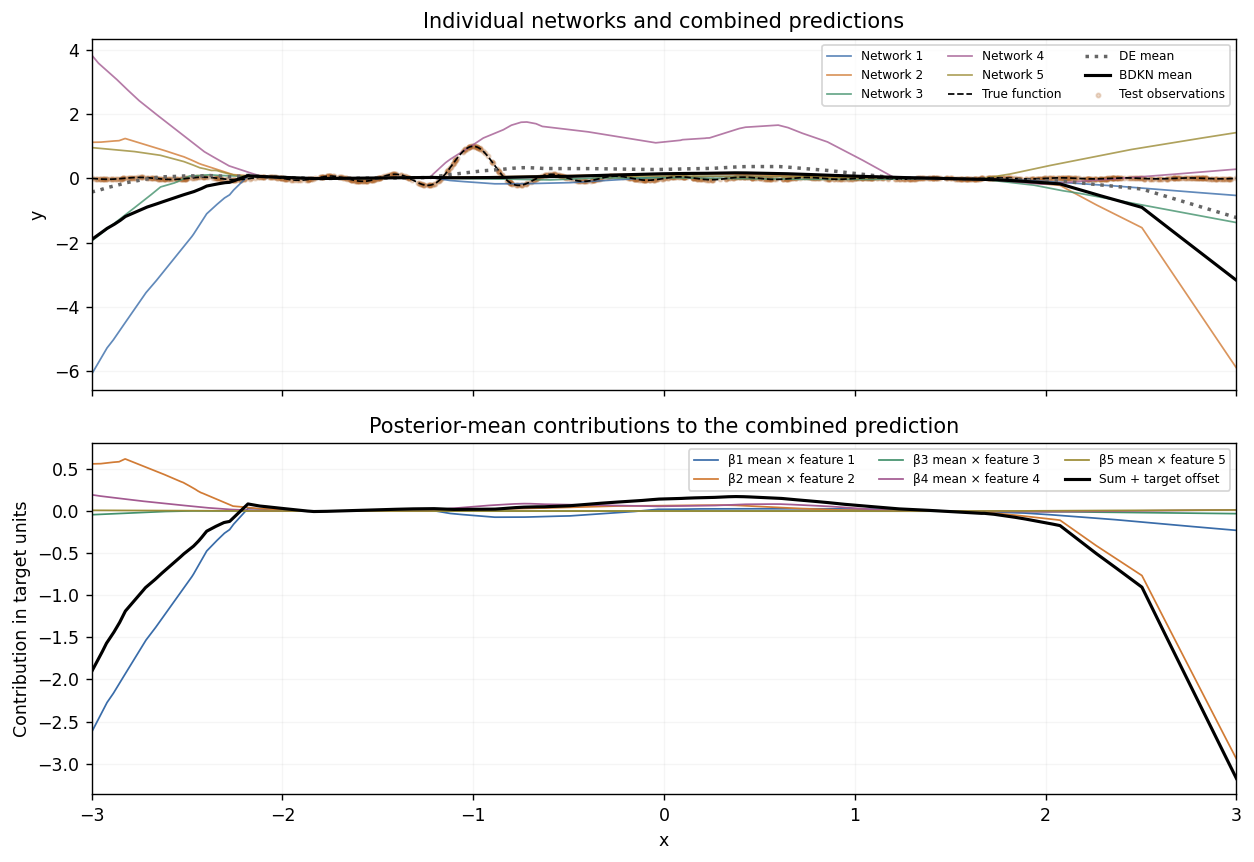 Individual networks and combined predictions
4
2
0
−2
−4
−6
y
Network 1
Network 2
Network 3
Network 4
Network 5
True function
DE mean
BDKN mean
Test observations
Posterior-mean contributions to the combined prediction
0.5
0.0
−0.5
−1.0
−1.5
−2.0
−2.5
−3.0
Contribution in target units
β1 mean × feature 1
β2 mean × feature 2
β3 mean × feature 3
β4 mean × feature 4
β5 mean × feature 5
Sum + target offset
−3
−2
−1
0
1
2
3
x